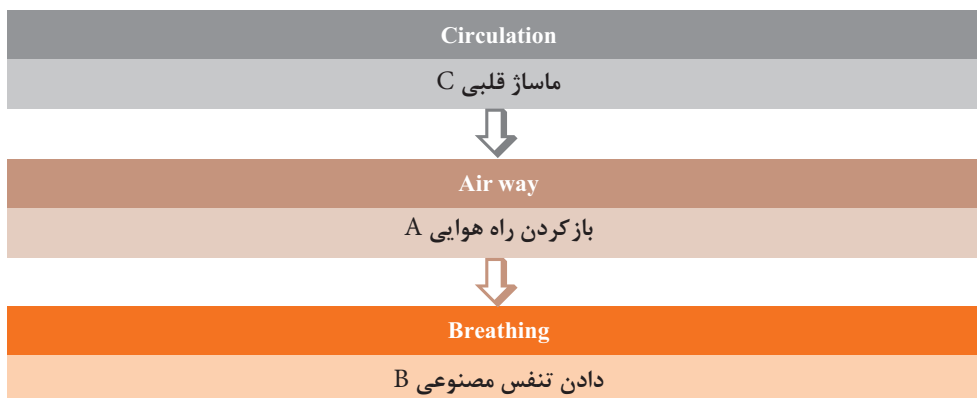 Circulation
ماساژ قلبی C
Air way
بازکردن راه هوایی A
Breathing
دادن تنفس مصنوعی B